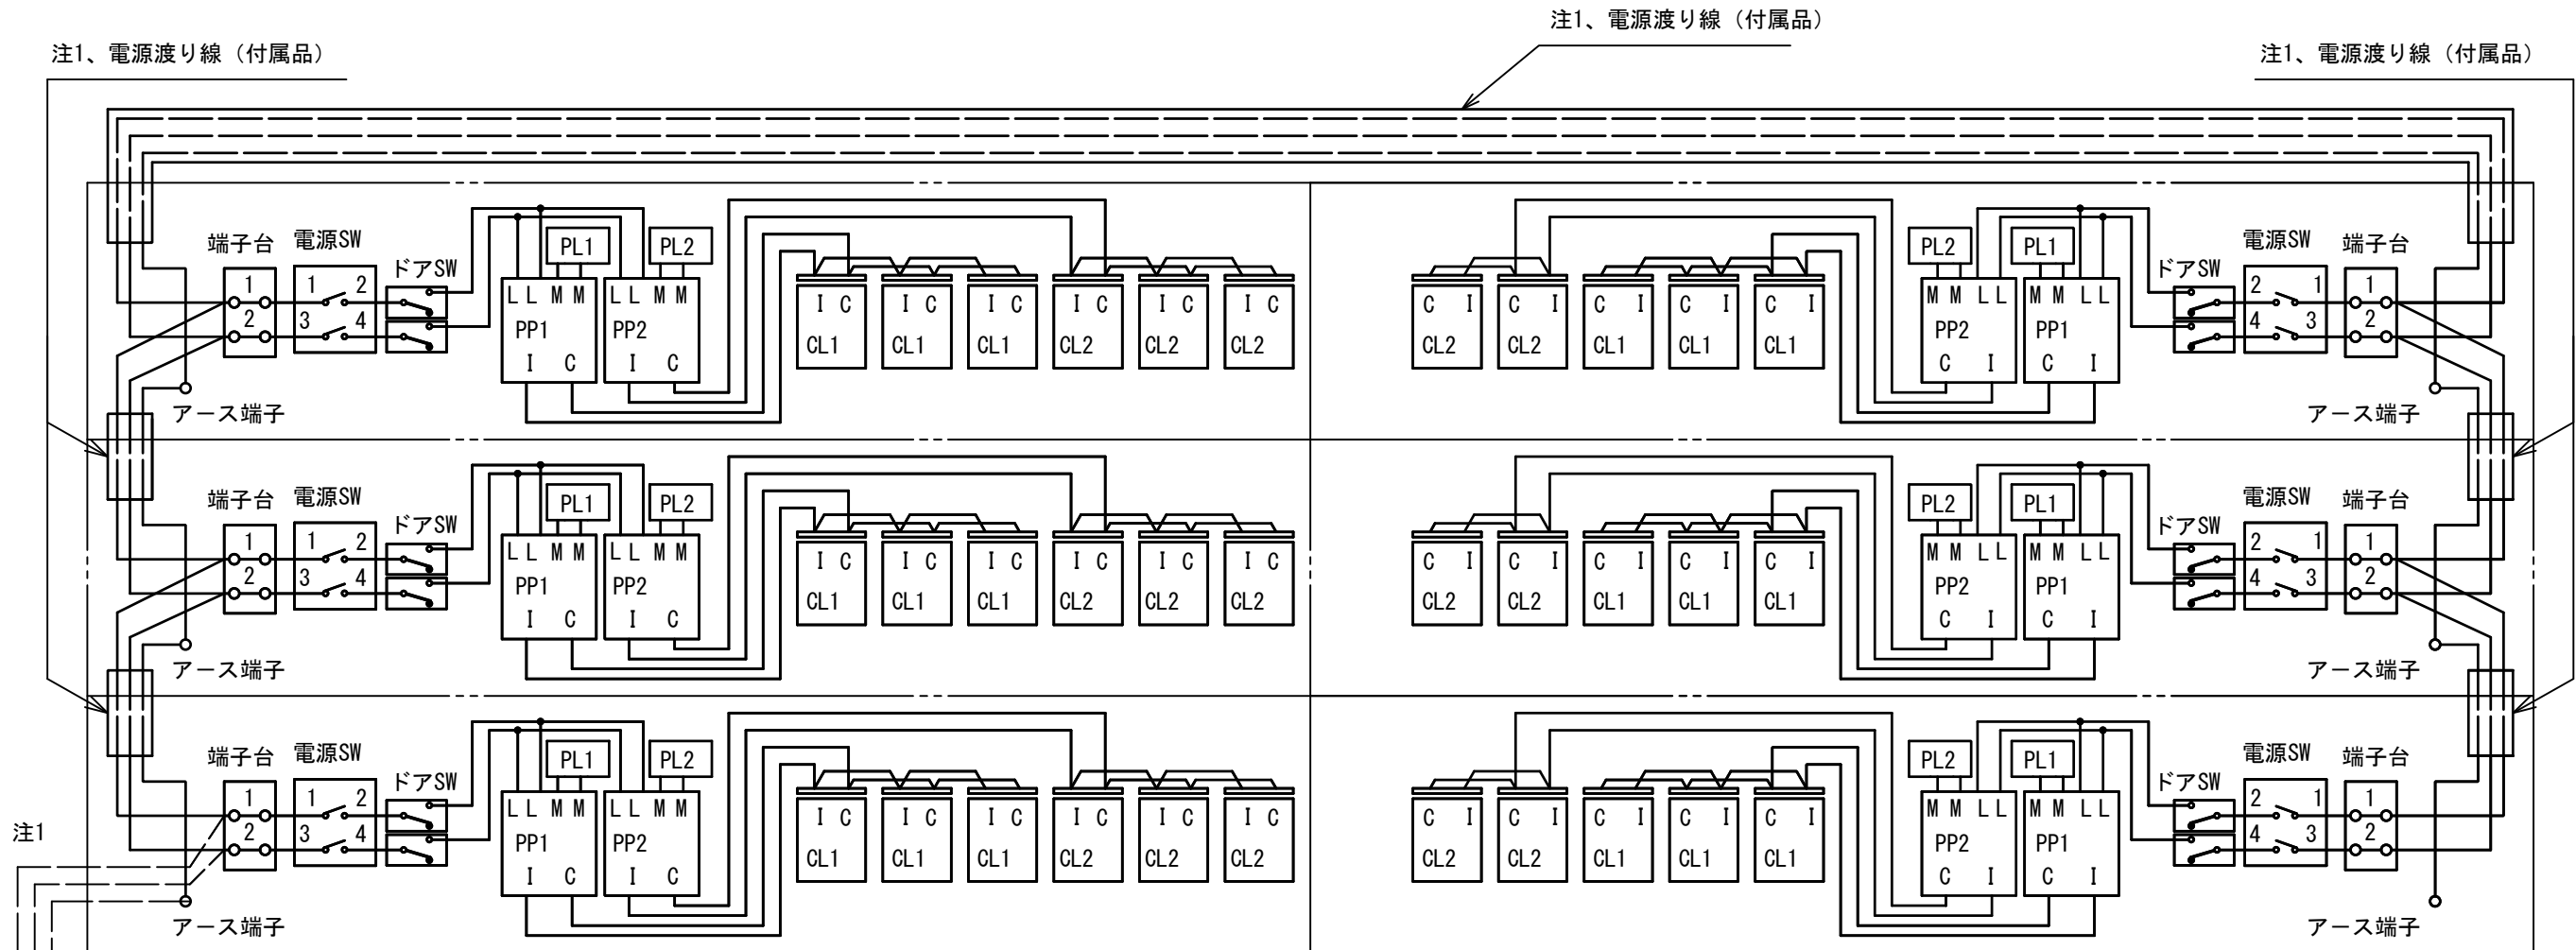 注1、電源渡り線（付属品）
注1、電源渡り線（付属品）
注1、電源渡り線（付属品）
端子台 電源SW ドアSW PL1 PL2 PL2 PL1 ドアSW 電源SW 端子台
1 1 2 L L M M L L M M I C I C I C I C I C I C C I C I C I C I C I M M L L M M L L 2 1 1
2 3 4 PP1 PP2 CL1 CL1 CL1 CL2 CL2 CL2 CL2 CL2 CL1 CL1 CL1 PP2 PP1 4 3 2
I C I C C I C I
アース端子 アース端子
端子台 電源SW ドアSW PL1 PL2 PL2 PL1 ドアSW 電源SW 端子台
1 1 2 L L M M L L M M I C I C I C I C I C I C C I C I C I C I C I M M L L M M L L 2 1 1
2 3 4 PP1 PP2 CL1 CL1 CL1 CL2 CL2 CL2 CL2 CL2 CL1 CL1 CL1 PP2 PP1 4 3 2
I C I C C I C I
アース端子 アース端子
端子台 電源SW ドアSW PL1 PL2 PL2 PL1 ドアSW 電源SW 端子台
1 1 2 L L M M L L M M I C I C I C I C I C I C C I C I C I C I C I M M L L M M L L 2 1 1
注1 2 3 4 PP1 PP2 CL1 CL1 CL1 CL2 CL2 CL2 CL2 CL2 CL1 CL1 CL1 PP2 PP1 4 3 2
I C I C C I C I
アース端子 アース端子